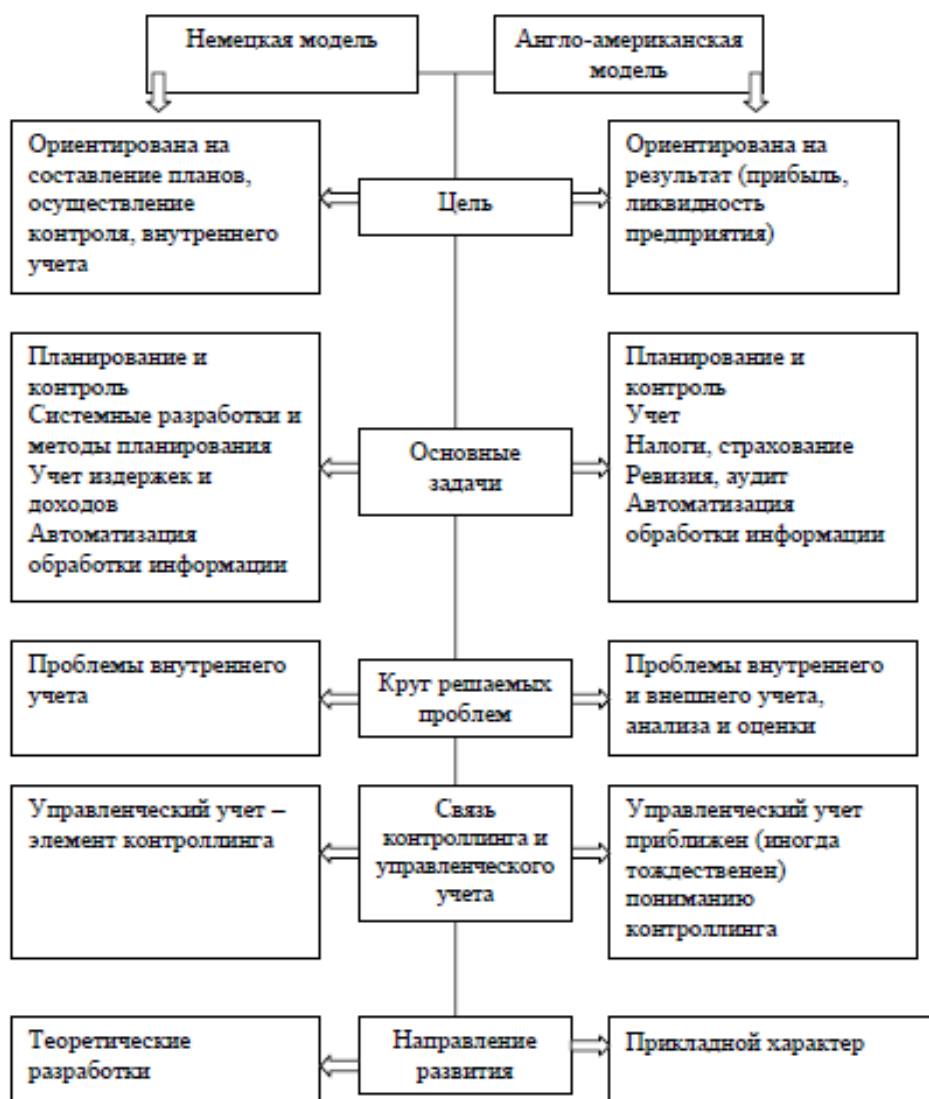 Немецкая модель
Англо-американская
модель
Ориентирована на
составление планов,
осуществление
контроля, внутреннего
учета
Цель
Ориентирована на
результат (прибыль,
ликвидность
предприятия)
Планирование и
контроль
Системные разработки и
методы планирования
Учет издержек и
доходов
Автоматизация
обработки информации
Основные
задачи
Планирование и
контроль
Учет
Налоги, страхование
Ревизия, аудит
Автоматизация
обработки информации
Проблемы внутреннего
учета
Круг решаемых
проблем
Проблемы внутреннего
и внешнего учета,
анализа и оценки
Управленческий учет –
элемент контроллинга
Связь
контроллинга и
управленческого
учета
Управленческий учет
приближен (иногда
тождественен)
пониманию
контроллинга
Теоретические
разработки
Направление
развития
Прикладной характер